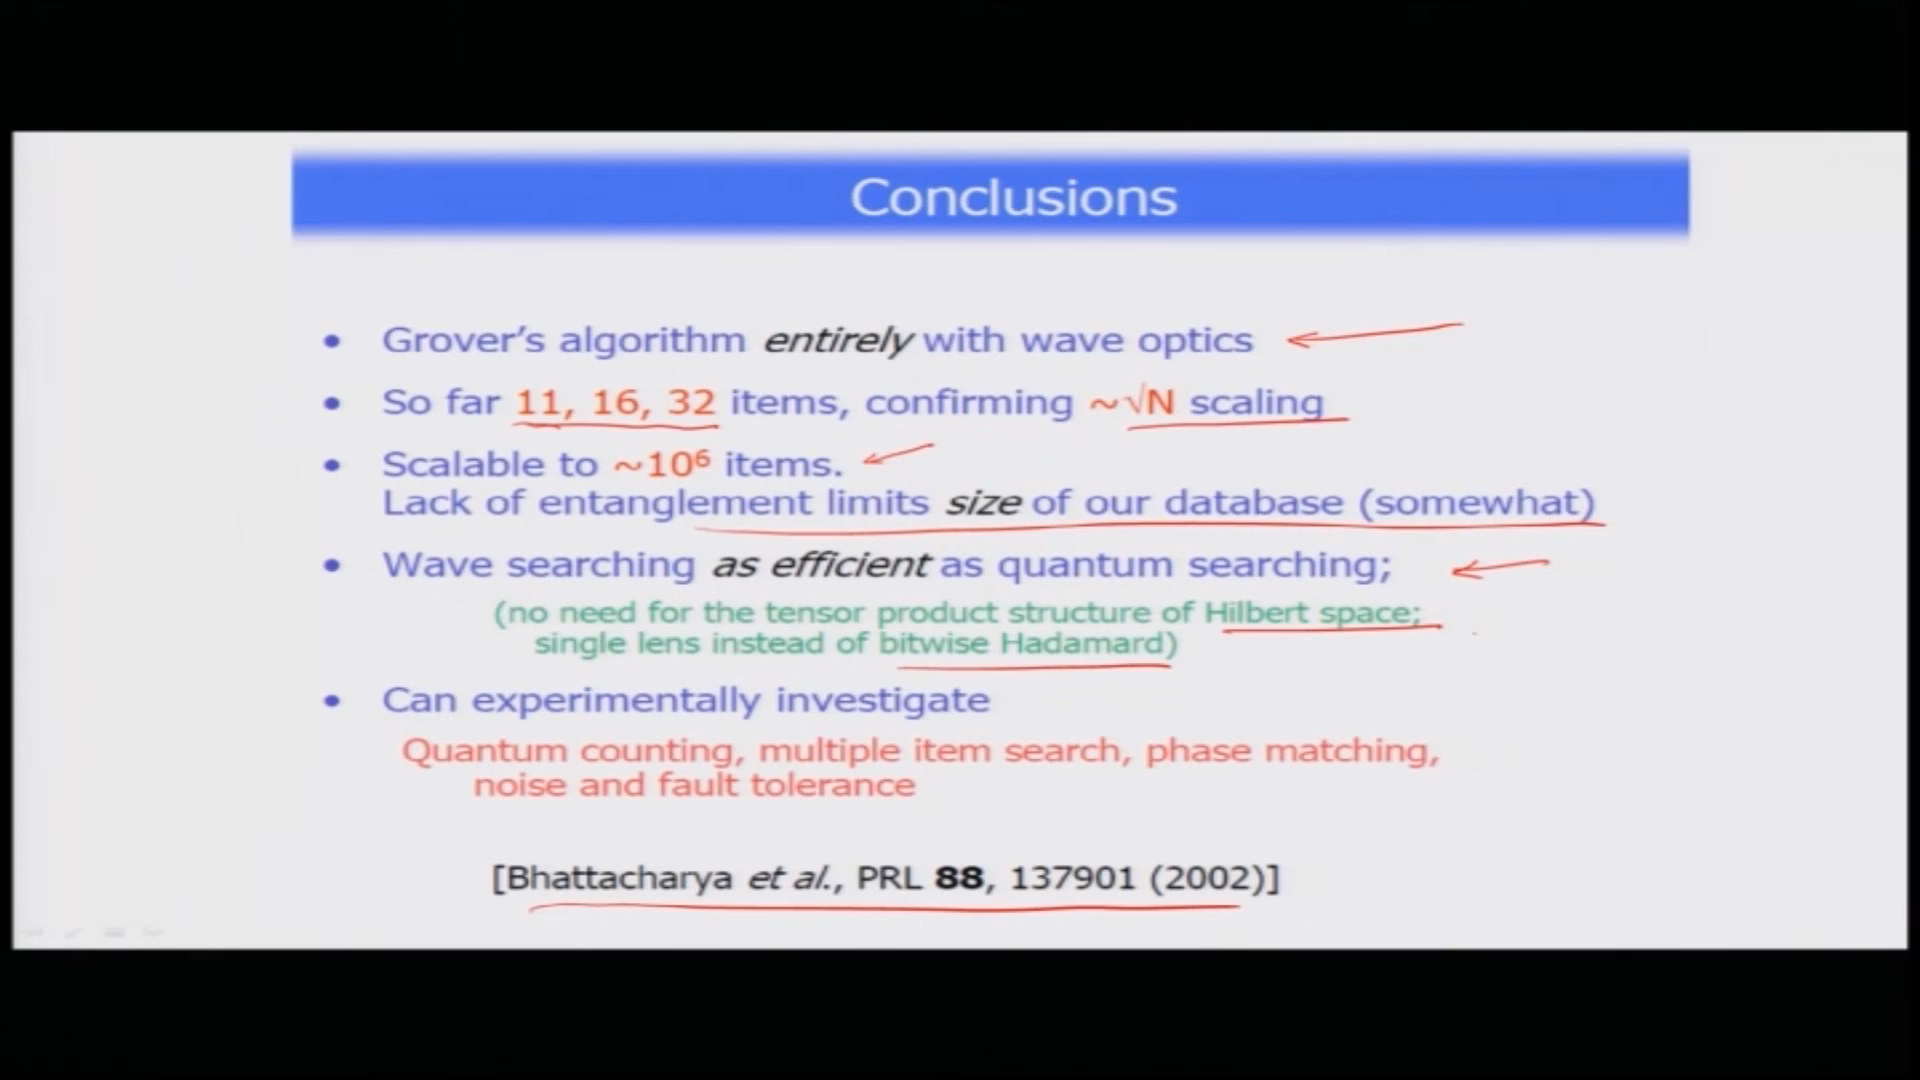 Conclusions
• Grover's algorithm entirely with wave optics
• So far 11, 16, 32 items, confirming ~√N scaling
• Scalable to ~10⁶ items.
Lack of entanglement limits size of our database (somewhat)
• Wave searching as efficient as quantum searching;
(no need for the tensor product structure of Hilbert space;
single lens instead of bitwise Hadamard)
• Can experimentally investigate
Quantum counting, multiple item search, phase matching,
noise and fault tolerance
[Bhattacharya et al., PRL 88, 137901 (2002)]